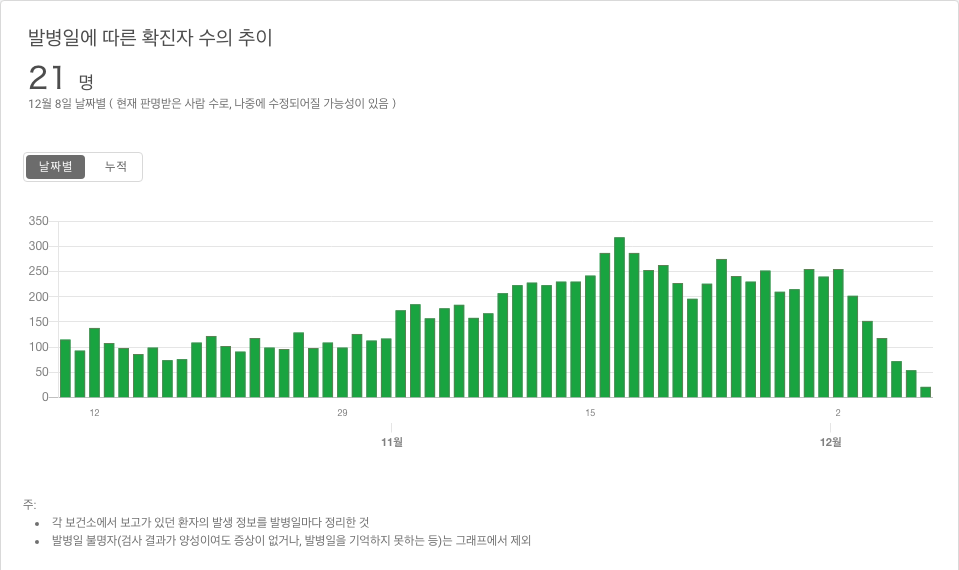 발병일에 따른 확진자 수의 추이
21 명
12월 8일 날짜별 ( 현재 판명받은 사람 수로, 나중에 수정되어질 가능성이 있음 )
날짜별 누적
350
300
250
200
150
100
50
0
12 29 15 2
11월 12월
주:
• 각 보건소에서 보고가 있던 환자의 발생 정보를 발병일마다 정리한 것
• 발병일 불명자(검사 결과가 양성이여도 증상이 없거나, 발병일을 기억하지 못하는 등)는 그래프에서 제외